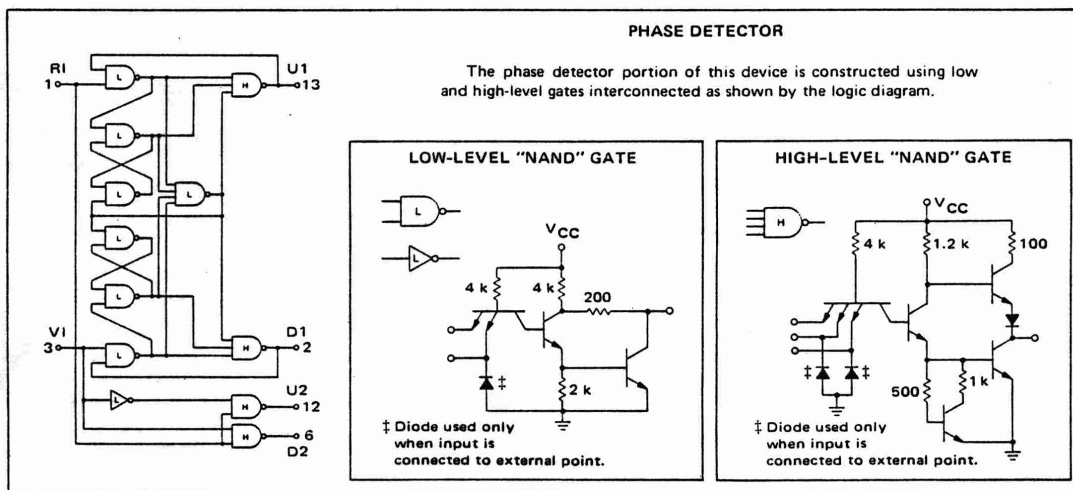 PHASE DETECTOR
The phase detector portion of this device is constructed using low
and high-level gates interconnected as shown by the logic diagram.
RI
1
L
H
U1
13
L
L
L
L
L
VI
3
L
H
D1
2
L
H
U2
12
H
6
D2
LOW-LEVEL "NAND" GATE
L
L
VCC
4 k
4 k
200
2 k
‡
‡ Diode used only
when input is
connected to external point.
HIGH-LEVEL "NAND" GATE
H
VCC
4 k
1.2 k
100
‡
‡
500
1 k
‡ Diode used only
when input is
connected to external point.